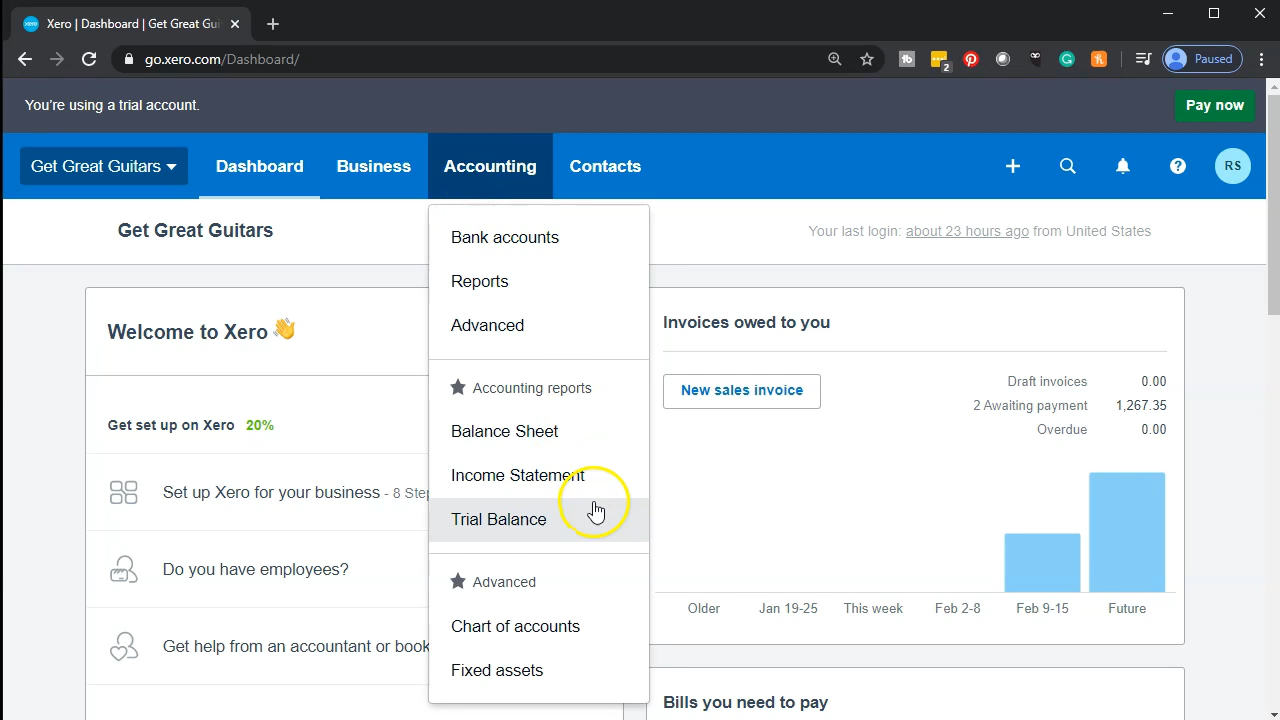 Xero | Dashboard | Get Great Gui
go.xero.com/Dashboard/
2
Paused
You're using a trial account.
Pay now
Get Great Guitars
Dashboard
Business
Accounting
Contacts
RS
Get Great Guitars
Your last login: about 23 hours ago from United States
Bank accounts
Reports
Advanced
Accounting reports
Balance Sheet
Income Statement
Trial Balance
Advanced
Chart of accounts
Fixed assets
Welcome to Xero
Get set up on Xero 20%
Set up Xero for your business - 8 Step
Do you have employees?
Get help from an accountant or book
Invoices owed to you
New sales invoice
Draft invoices 0.00
2 Awaiting payment 1,267.35
Overdue 0.00
Older Jan 19-25 This week Feb 2-8 Feb 9-15 Future
Bills you need to pay